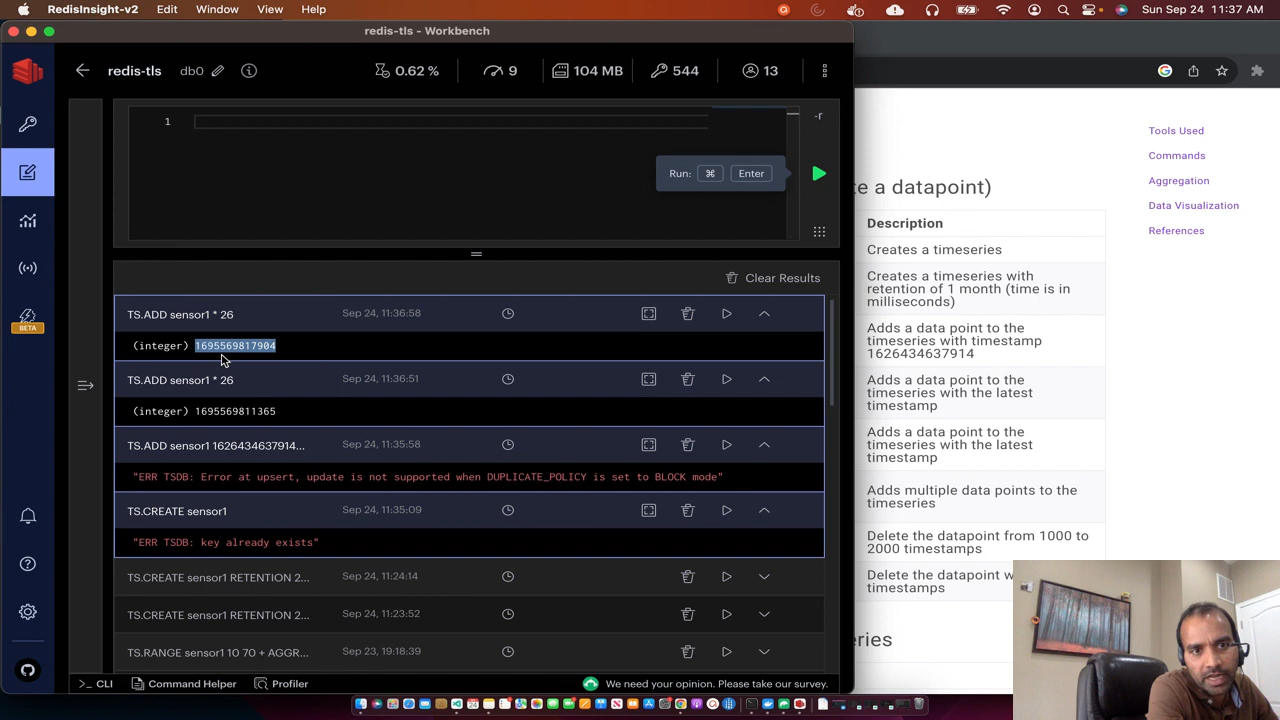 RedisInsight-v2 Edit Window View Help
Sun Sep 24 11:37 AM
redis-tls - Workbench
redis-tls db0 0.62 % 9 104 MB 544 13
1
-r
Run: ⌘ Enter
Clear Results
TS.ADD sensor1 * 26 Sep 24, 11:36:58
(integer) 1695569817904
TS.ADD sensor1 * 26 Sep 24, 11:36:51
(integer) 1695569811365
TS.ADD sensor1 1626434637914... Sep 24, 11:35:58
"ERR TSDB: Error at upsert, update is not supported when DUPLICATE_POLICY is set to BLOCK mode"
TS.CREATE sensor1 Sep 24, 11:35:09
"ERR TSDB: key already exists"
TS.CREATE sensor1 RETENTION 2... Sep 24, 11:24:14
TS.CREATE sensor1 RETENTION 2... Sep 24, 11:23:52
TS.RANGE sensor1 10 70 + AGGR... Sep 23, 19:18:39
BETA
>_ CLI Command Helper Profiler We need your opinion. Please take our survey.
te a datapoint)
Description
Creates a timeseries
Creates a timeseries with
retention of 1 month (time is in
milliseconds)
Adds a data point to the
timeseries with timestamp
1626434637914
Adds a data point to the
timeseries with the latest
timestamp
Adds a data point to the
timeseries with the latest
timestamp
Adds multiple data points to the
timeseries
Delete the datapoint from 1000 to
2000 timestamps
Delete the datapoint w
timestamps
eries
Tools Used
Commands
Aggregation
Data Visualization
References